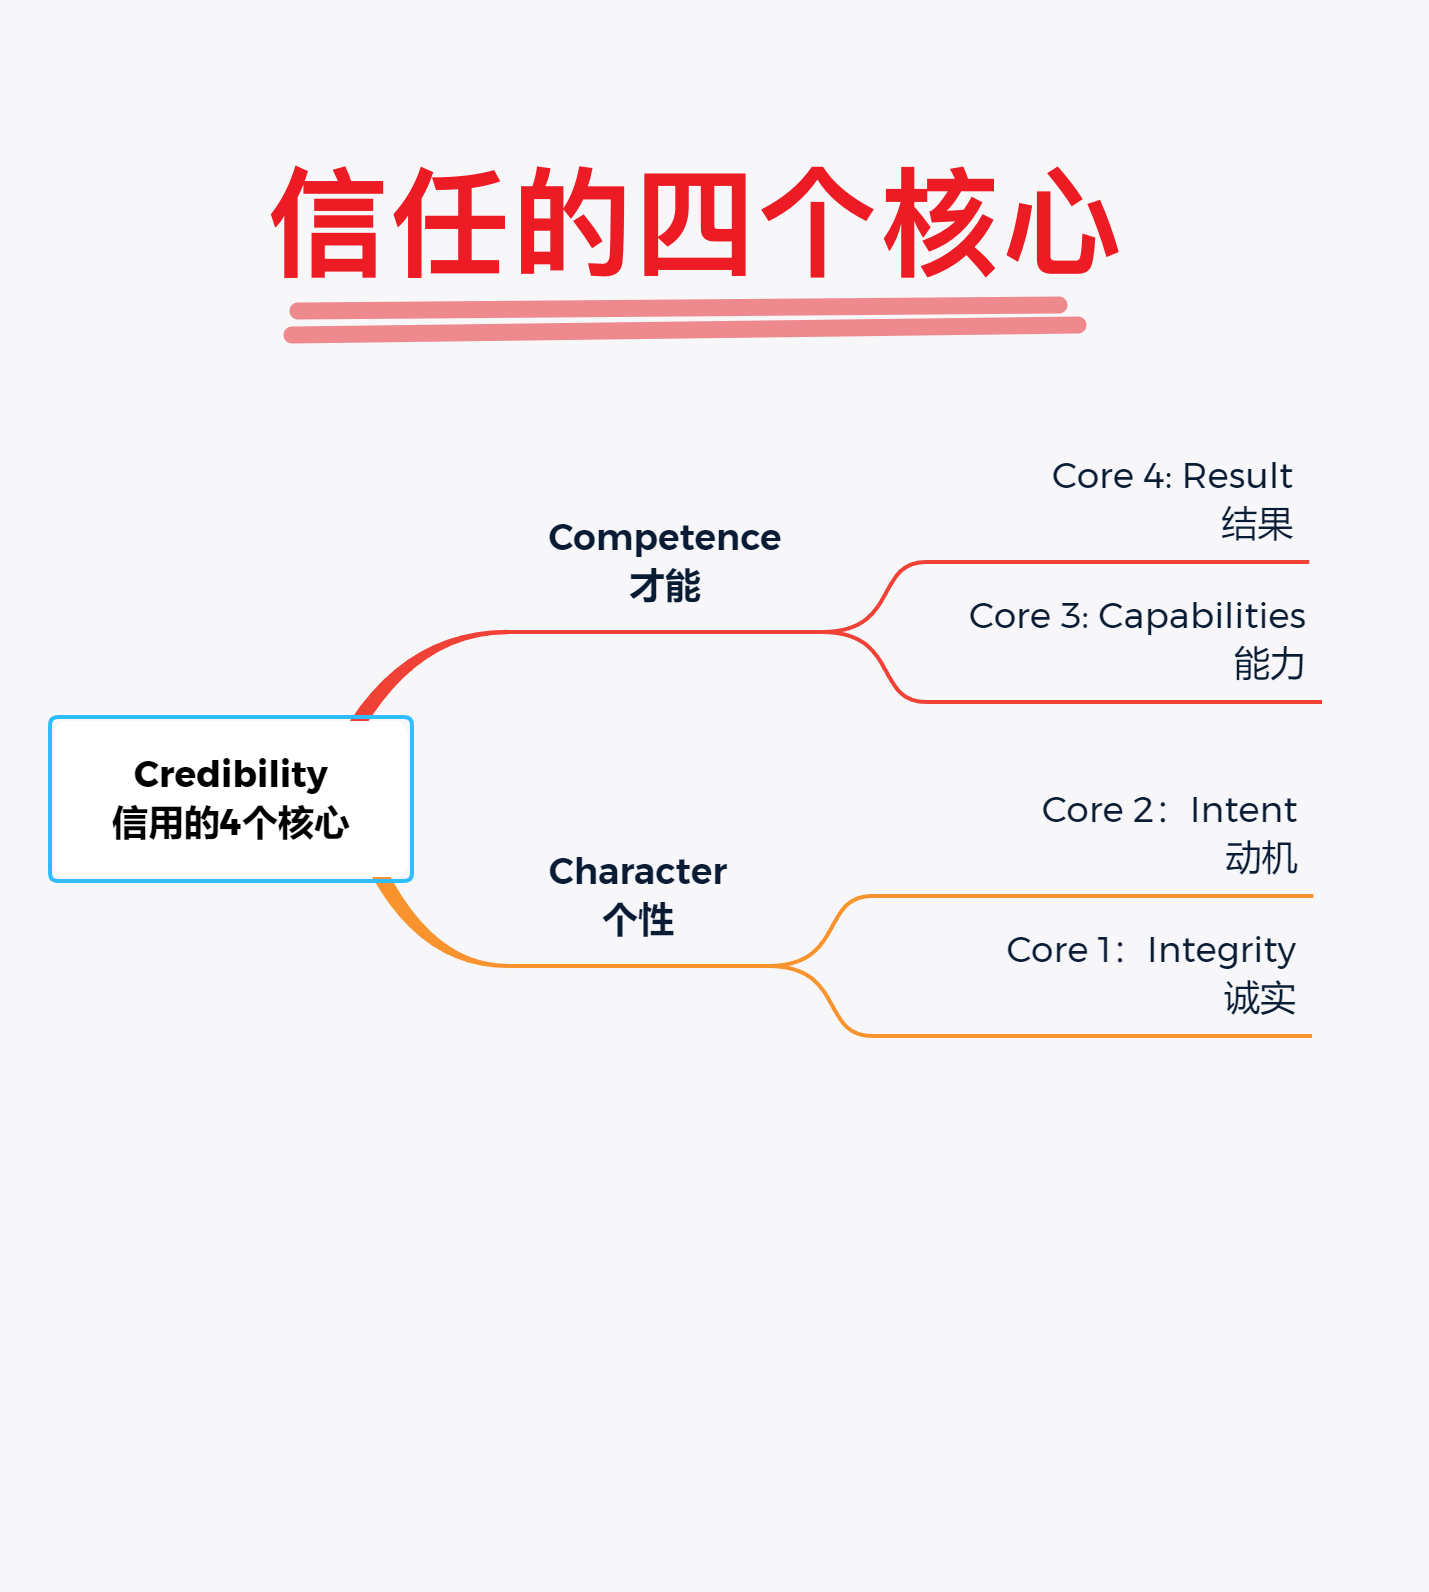 信任的四个核心
Core 4: Result
结果
Competence
才能
Core 3: Capabilities
能力
Credibility
信用的4个核心
Core 2：Intent
动机
Character
个性
Core 1：Integrity
诚实